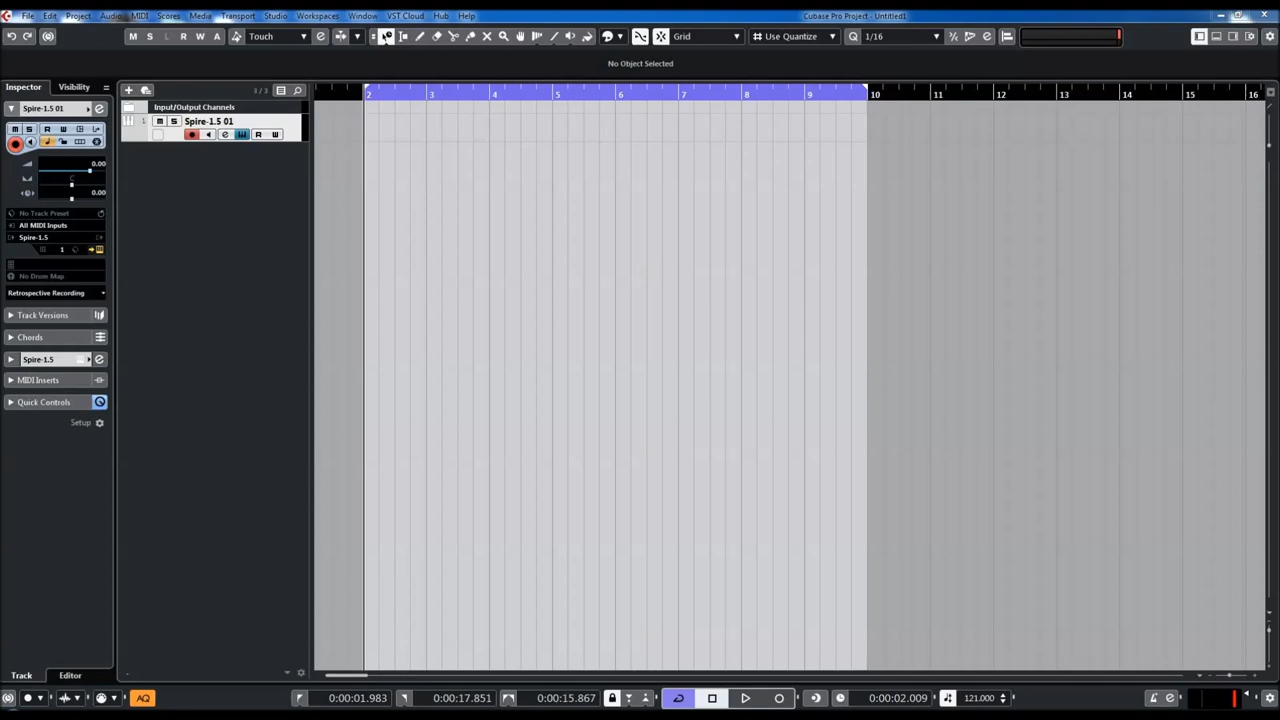 File Edit Project Audio MIDI Scores Media Transport Studio Workspaces Window VST Cloud Hub Help Cubase Pro Project - Untitled1
M S L R W A Touch Grid Use Quantize Q 1/16
No Object Selected
Inspector Visibility 3 / 3 2 3 4 5 6 7 8 9 10 11 12 13 14 15 16
Spire-1.5 01 Input/Output Channels
1 M S Spire-1.5 01
M S R W
R W
0.00
C
0.00
No Track Preset
All MIDI Inputs
Spire-1.5
1
No Drum Map
Retrospective Recording
Track Versions
Chords
Spire-1.5
MIDI Inserts
Quick Controls
Setup
Track Editor
AQ 0:00:01.983 0:00:17.851 0:00:15.867 0:00:02.009 121.000